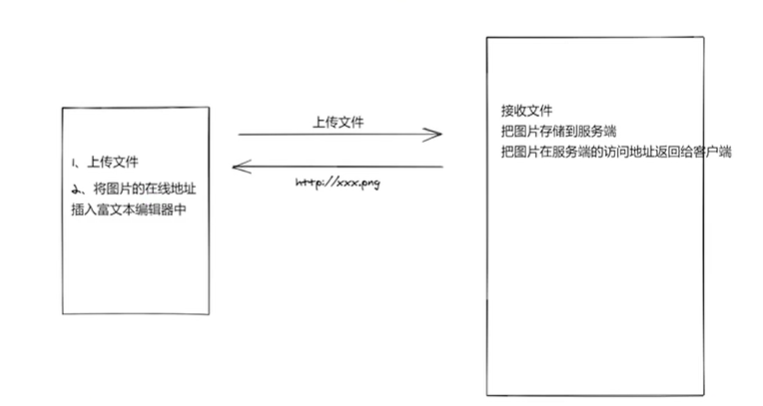 1、上传文件
2、将图片的在线地址
插入富文本编辑器中
上传文件
http://xxx.png
接收文件
把图片存储到服务端
把图片在服务端的访问地址返回给客户端